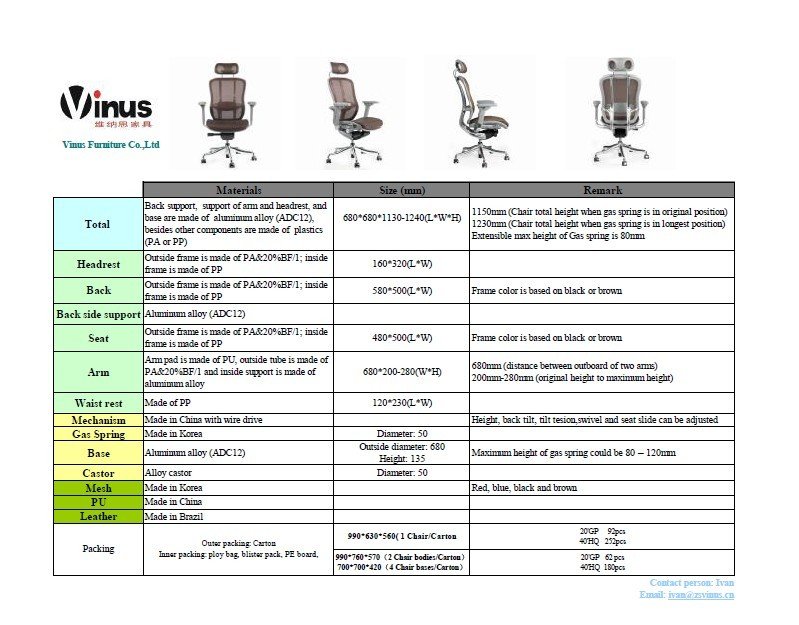 Vinus
维纳思家具
Vinus Furniture Co.,Ltd
Materials Size (mm) Remark
Total
Back support, support of arm and headrest, and
base are made of aluminum alloy (ADC12),
besides other components are made of plastics
(PA or PP)
680*680*1130-1240(L*W*H)
1150mm (Chair total height when gas spring is in original position)
1230mm (Chair total height when gas spring is in longest position)
Extensible max height of Gas spring is 80mm
Headrest
Outside frame is made of PA&20%BF/1; inside
frame is made of PP
160*320(L*W)
Back
Outside frame is made of PA&20%BF/1; inside
frame is made of PP
580*500(L*W)
Frame color is based on black or brown
Back side support Aluminum alloy (ADC12)
Seat
Outside frame is made of PA&20%BF/1; inside
frame is made of PP
480*500(L*W)
Frame color is based on black or brown
Arm
Arm pad is made of PU, outside tube is made of
PA&20%BF/1 and inside support is made of
aluminum alloy
680*200-280(W*H)
680mm (distance between outboard of two arms)
200mm-280mm (original height to maximum height)
Waist rest Made of PP 120*230(L*W)
Mechanism Made in China with wire drive Height, back tilt, tilt tesion,swivel and seat slide can be adjusted
Gas Spring Made in Korea Diameter: 50
Base Aluminum alloy (ADC12)
Outside diameter: 680
Height: 135
Maximum height of gas spring could be 80 – 120mm
Castor Alloy castor Diameter: 50
Mesh Made in Korea Red, blue, black and brown
PU Made in China
Leather Made in Brazil
Packing
Outer packing: Carton
Inner packing: ploy bag, blister pack, PE board,
990*630*560( 1 Chair/Carton
20'GP 92pcs
40'HQ 252pcs
990*760*570（2 Chair bodies/Carton）
700*700*420（4 Chair bases/Carton）
20'GP 62 pcs
40'HQ 180pcs
Contact person: Ivan
Email: ivan@zsvinus.cn